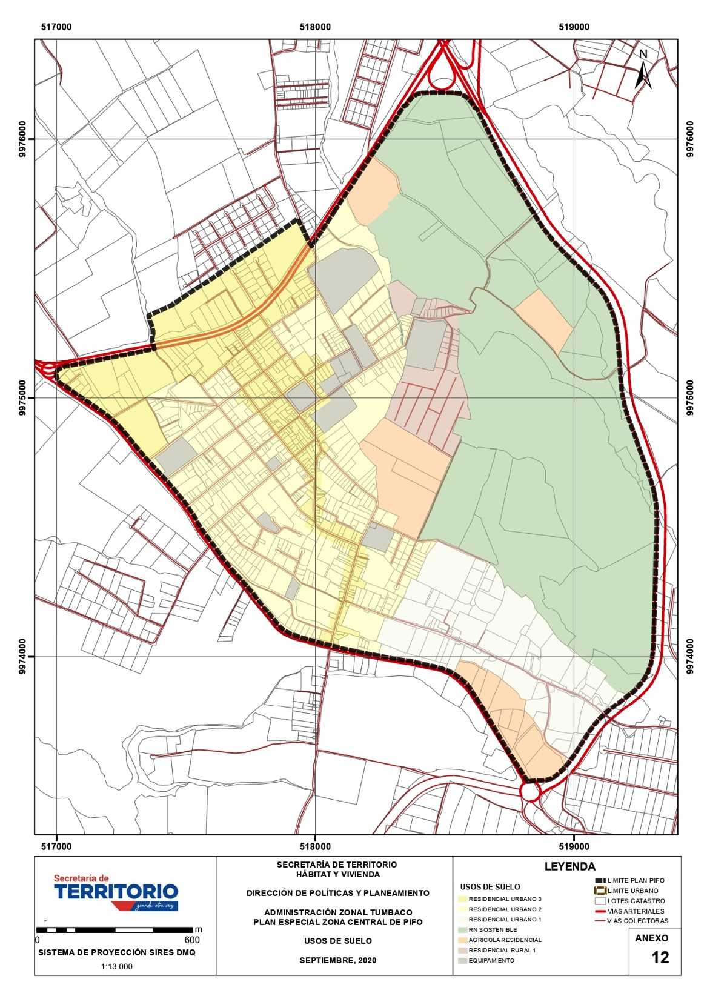 517000
518000
519000
N
9976000
9976000
9975000
9975000
9974000
9974000
517000
518000
519000
Secretaría de
TERRITORIO
grande otra vez
0
600
m
SISTEMA DE PROYECCIÓN SIRES DMQ
1:13.000
SECRETARÍA DE TERRITORIO
HÁBITAT Y VIVIENDA
DIRECCIÓN DE POLÍTICAS Y PLANEAMIENTO
ADMINISTRACIÓN ZONAL TUMBACO
PLAN ESPECIAL ZONA CENTRAL DE PIFO
USOS DE SUELO
SEPTIEMBRE, 2020
LEYENDA
USOS DE SUELO
RESIDENCIAL URBANO 3
RESIDENCIAL URBANO 2
RESIDENCIAL URBANO 1
RN SOSTENIBLE
AGRICOLA RESIDENCIAL
RESIDENCIAL RURAL 1
EQUIPAMIENTO
LIMITE PLAN PIFO
LIMITE URBANO
LOTES CATASTRO
VIAS ARTERIALES
VIAS COLECTORAS
ANEXO
12